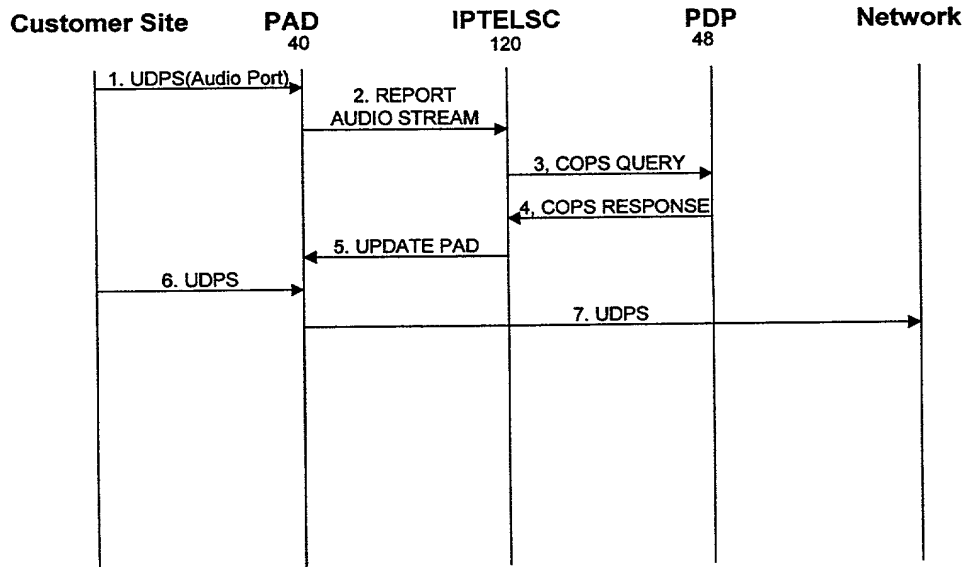 Customer Site PAD IPTELSC PDP Network
40 120 48
1. UDPS(Audio Port)
2. REPORT
AUDIO STREAM
3, COPS QUERY
4, COPS RESPONSE
5. UPDATE PAD
6. UDPS
7. UDPS